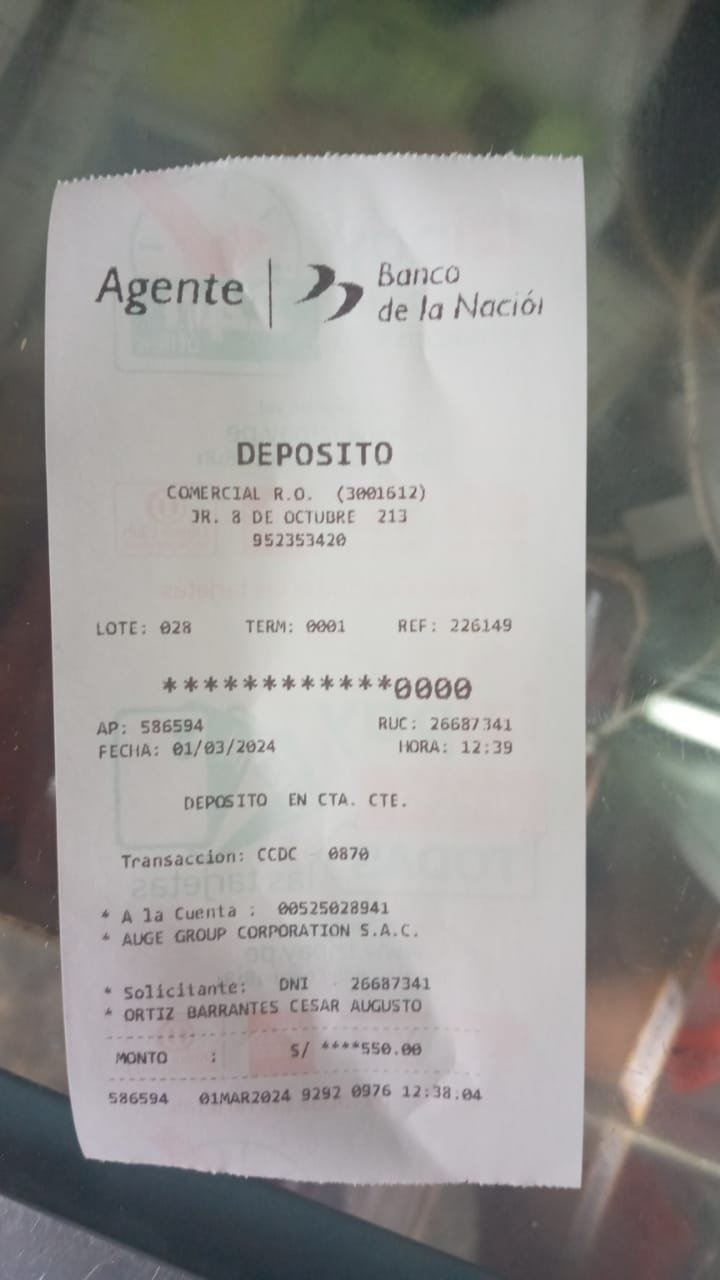 Agente
Banco
de la Nación
DEPOSITO
COMERCIAL R.O. (3001612)
JR. 8 DE OCTUBRE 213
952353420
LOTE: 028 TERM: 0001 REF: 226149
************0000
AP: 586594 RUC: 26687341
FECHA: 01/03/2024 HORA: 12:39
DEPOSITO EN CTA. CTE.
Transaccion: CCDC - 0870
* A la Cuenta : 00525028941
* AUGE GROUP CORPORATION S.A.C.
* Solicitante: DNI - 26687341
* ORTIZ BARRANTES CESAR AUGUSTO
MONTO : S/ ****550.00
586594 01MAR2024 9292 0976 12:38:04